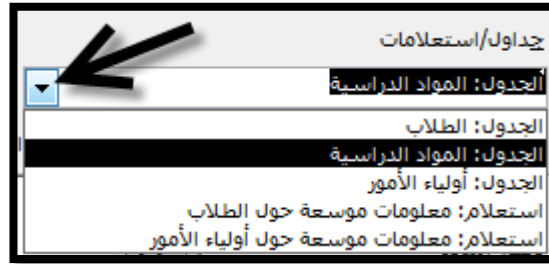 جداول/استعلامات
الجدول: المواد الدراسية
الجدول: الطلاب
الجدول: المواد الدراسية
الجدول: أولياء الأمور
استعلام: معلومات موسعة حول الطلاب
استعلام: معلومات موسعة حول أولياء الأمور